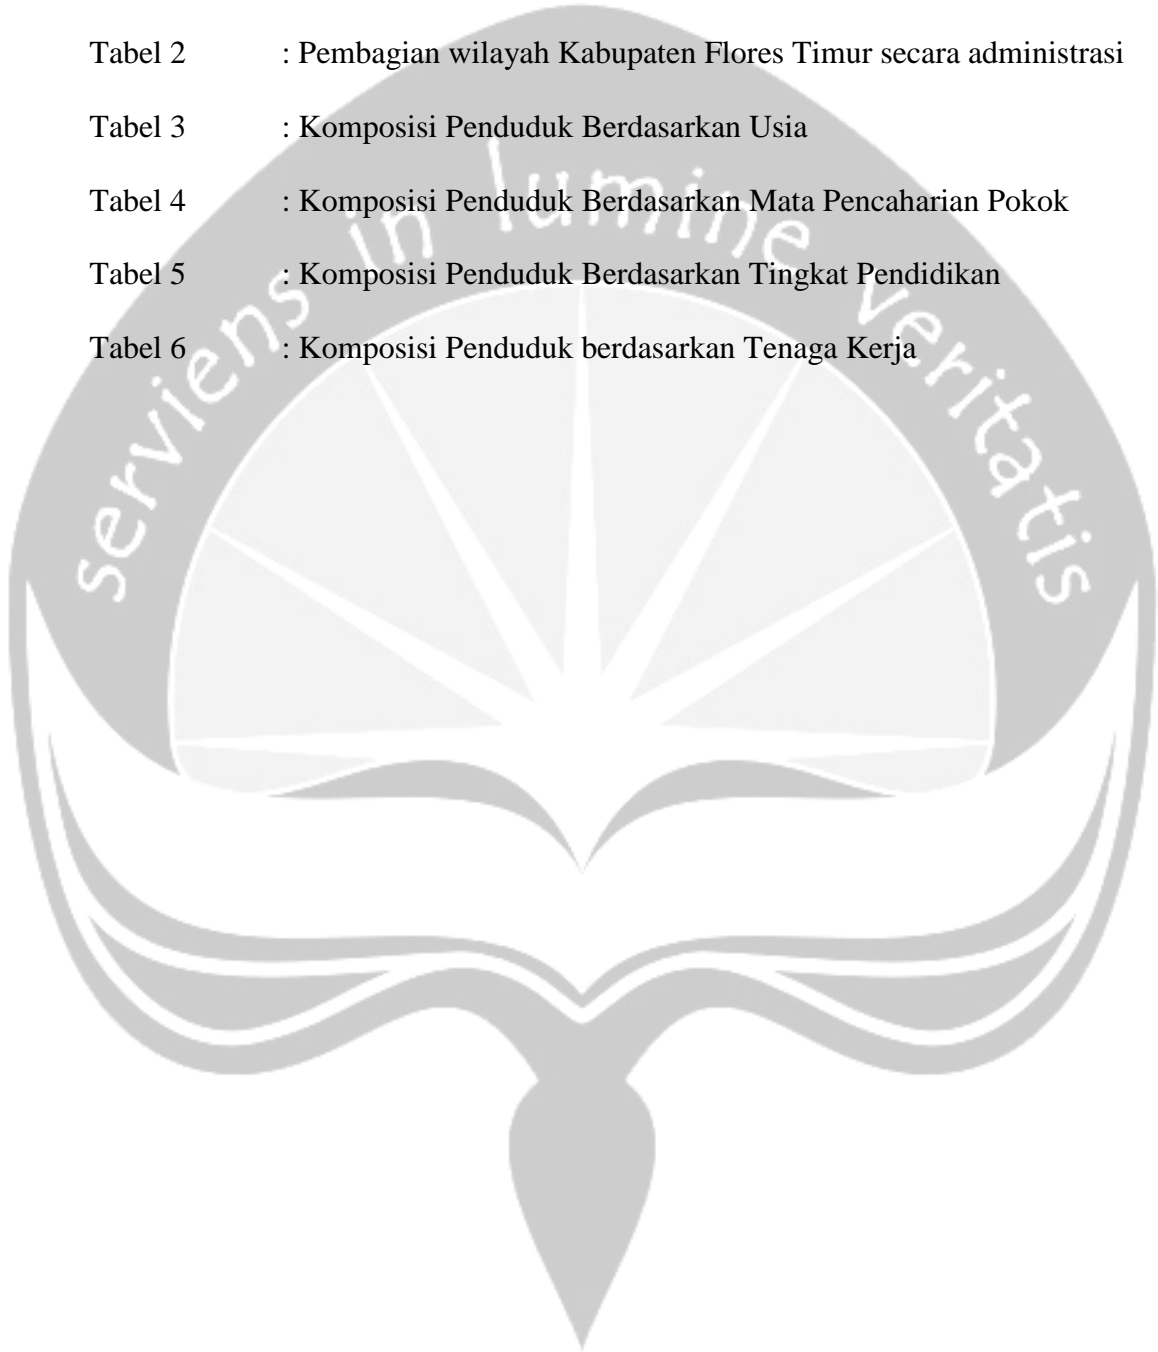 Tabel 2 : Pembagian wilayah Kabupaten Flores Timur secara administrasi
Tabel 3 : Komposisi Penduduk Berdasarkan Usia
Tabel 4 : Komposisi Penduduk Berdasarkan Mata Pencaharian Pokok
Tabel 5 : Komposisi Penduduk Berdasarkan Tingkat Pendidikan
Tabel 6 : Komposisi Penduduk berdasarkan Tenaga Kerja
serviens in lumine veritatis